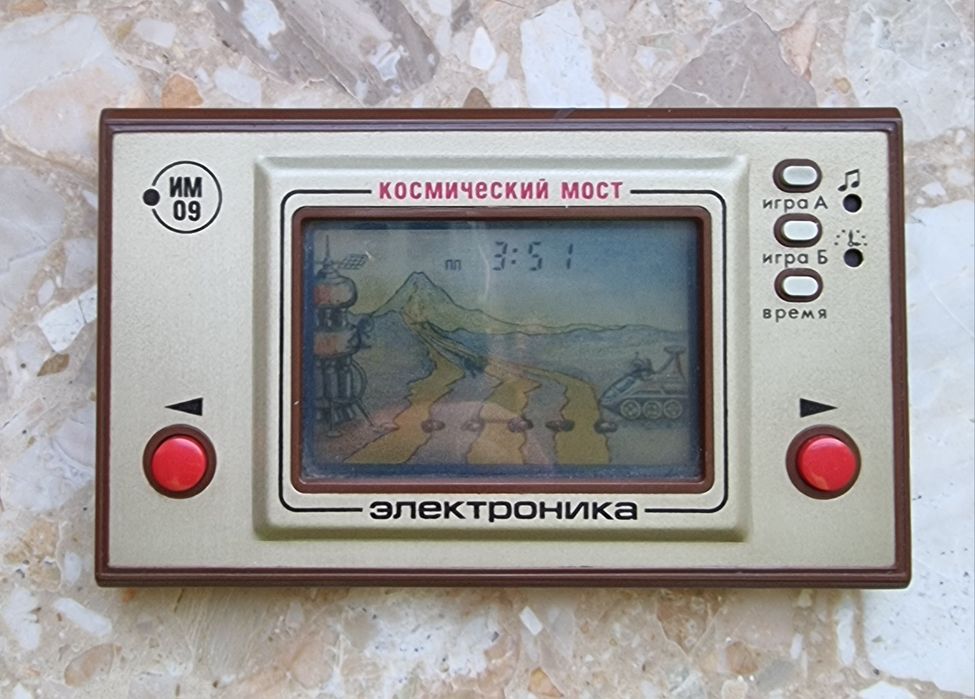 ИМ
09
КОСМИЧЕСКИЙ МОСТ
пп 3:51
игра А
игра Б
время
электроника